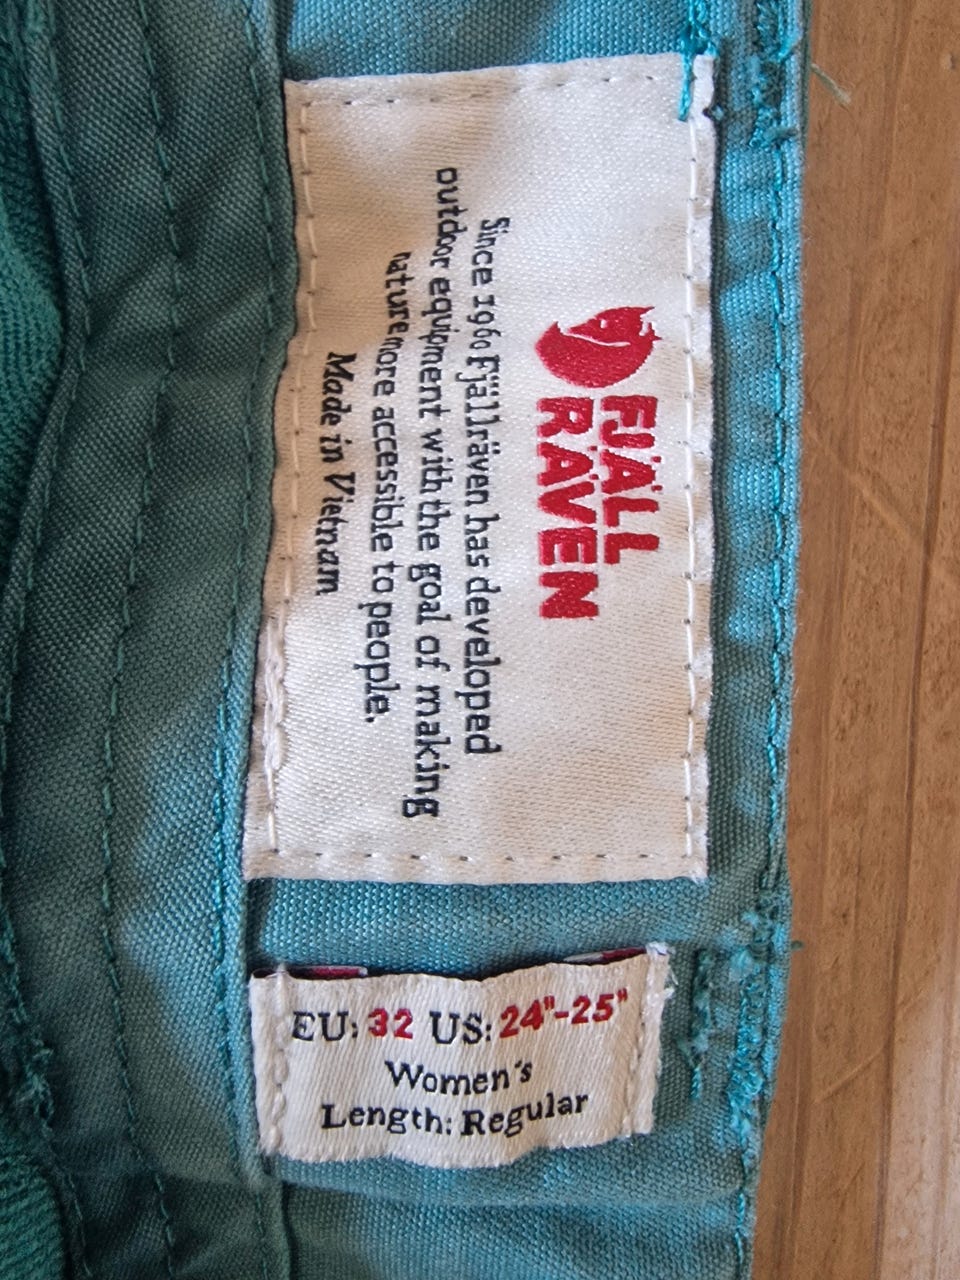 FJÄLL
RÄVEN
Since 1960 Fjällräven has developed
outdoor equipment with the goal of making
nature more accessible to people.
Made in Vietnam
EU: 32 US: 24"-25"
Women's
Length: Regular